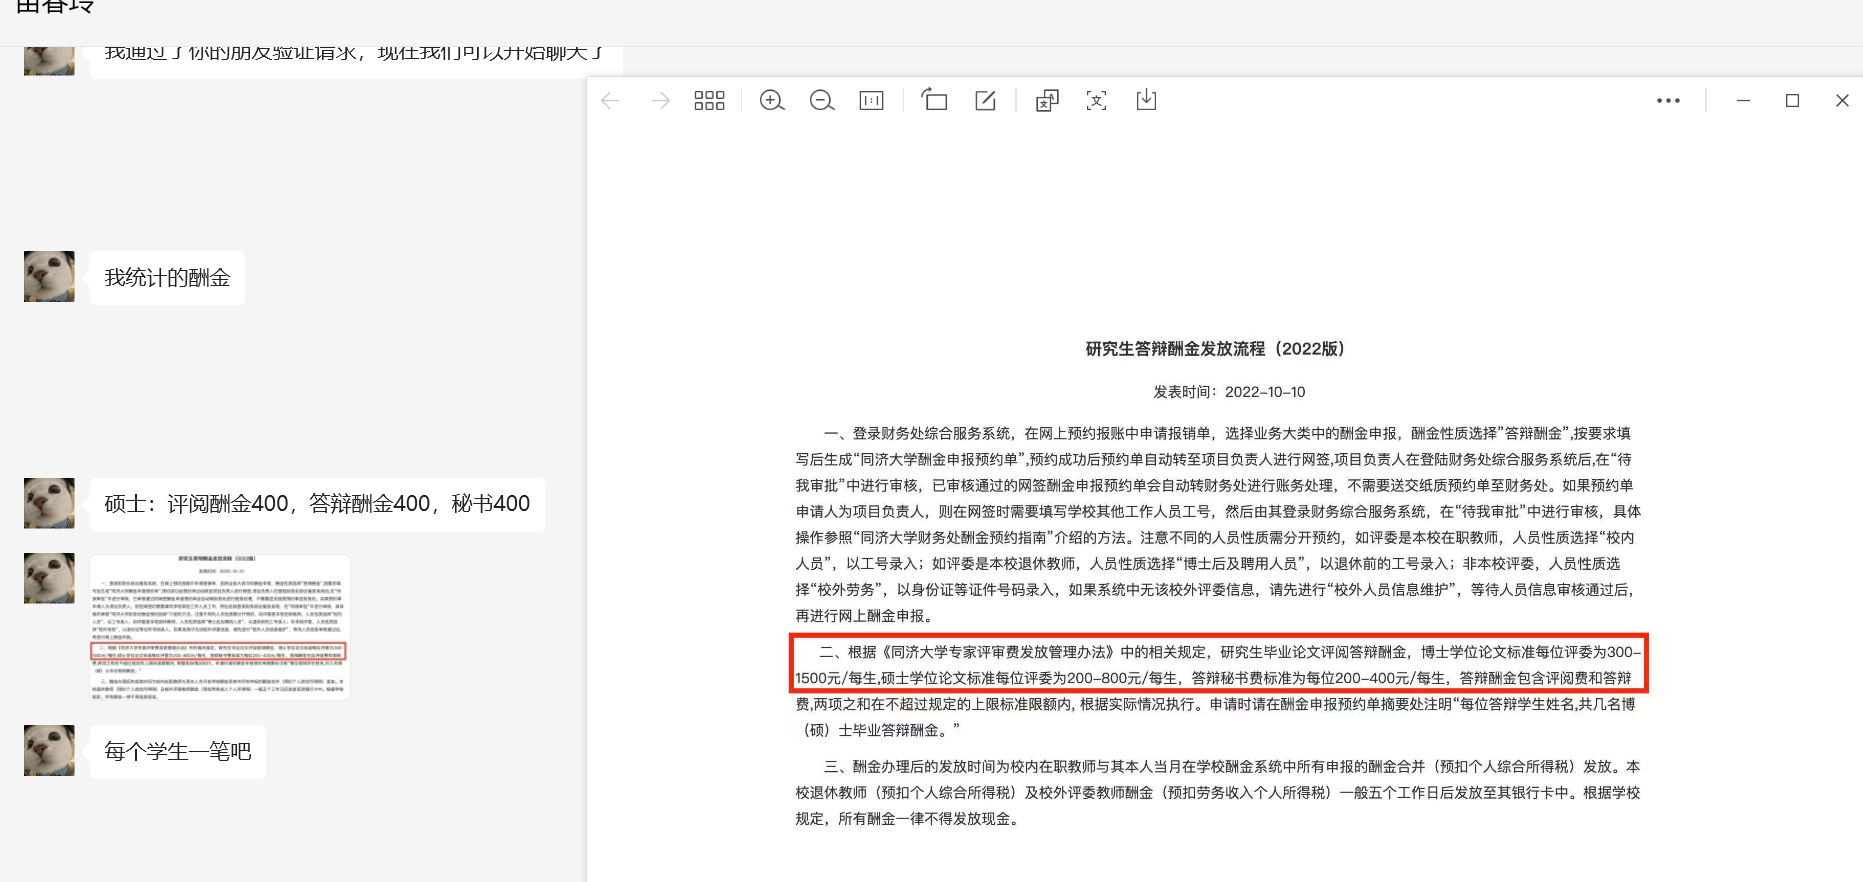 我通过了你的朋友验证请求，现在我们可以开始聊天了
我统计的酬金
硕士：评阅酬金400，答辩酬金400，秘书400
每个学生一笔吧
研究生答辩酬金发放流程（2022版）
发表时间：2022-10-10
一、登录财务处综合服务系统，在网上预约报账中申请报销单，选择业务大类中的酬金申报，酬金性质选择”答辩酬金”,按要求填
写后生成“同济大学酬金申报预约单”,预约成功后预约单自动转至项目负责人进行网签,项目负责人在登陆财务处综合服务系统后,在“待
我审批”中进行审核，已审核通过的网签酬金申报预约单会自动转财务处进行账务处理，不需要送交纸质预约单至财务处。如果预约单
申请人为项目负责人，则在网签时需要填写学校其他工作人员工号，然后由其登录财务综合服务系统，在“待我审批”中进行审核，具体
操作参照“同济大学财务处酬金预约指南”介绍的方法。注意不同的人员性质需分开预约，如评委是本校在职教师，人员性质选择“校内
人员”，以工号录入；如评委是本校退休教师，人员性质选择“博士后及聘用人员”，以退休前的工号录入；非本校评委，人员性质选
择“校外劳务”，以身份证等证件号码录入，如果系统中无该校外评委信息，请先进行“校外人员信息维护”，等待人员信息审核通过后，
再进行网上酬金申报。
二、根据《同济大学专家评审费发放管理办法》中的相关规定，研究生毕业论文评阅答辩酬金，博士学位论文标准每位评委为300-
1500元/每生,硕士学位论文标准每位评委为200-800元/每生，答辩秘书费标准为每位200-400元/每生，答辩酬金包含评阅费和答辩
费,两项之和在不超过规定的上限标准限额内, 根据实际情况执行。申请时请在酬金申报预约单摘要处注明“每位答辩学生姓名,共几名博
（硕）士毕业答辩酬金。”
三、酬金办理后的发放时间为校内在职教师与其本人当月在学校酬金系统中所有申报的酬金合并（预扣个人综合所得税）发放。本
校退休教师（预扣个人综合所得税）及校外评委教师酬金（预扣劳务收入个人所得税）一般五个工作日后发放至其银行卡中。根据学校
规定，所有酬金一律不得发放现金。